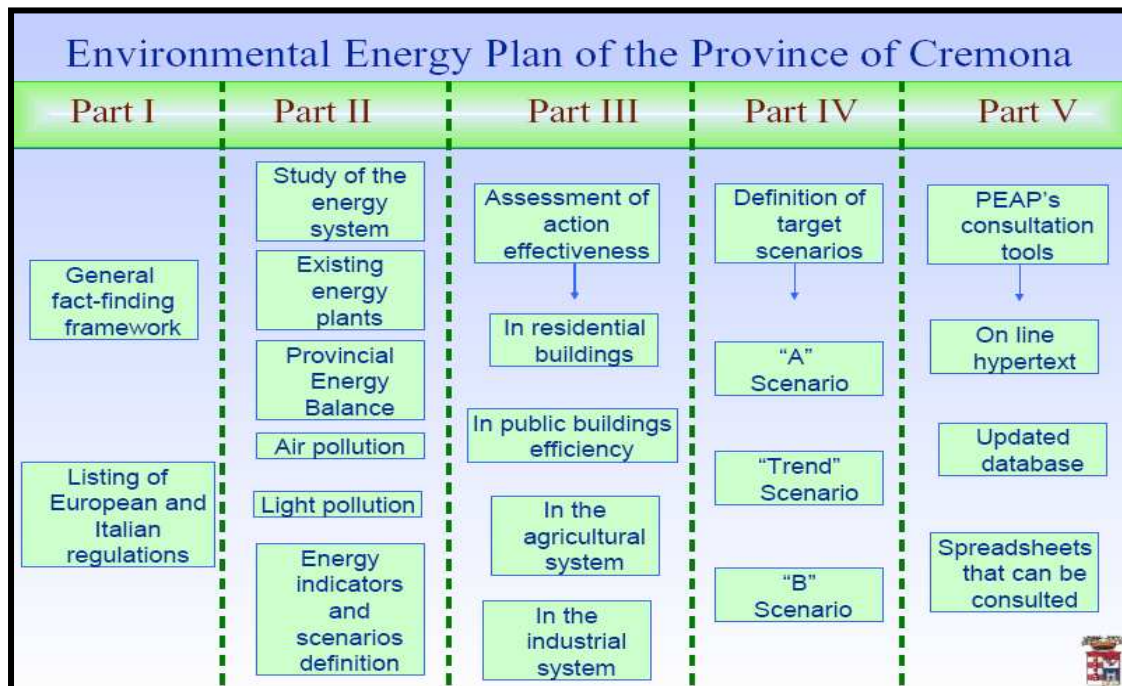 Environmental Energy Plan of the Province of Cremona
Part I
Part II
Part III
Part IV
Part V
General
fact-finding
framework
Listing of
European and
Italian
regulations
Study of the
energy
system
Existing
energy
plants
Provincial
Energy
Balance
Air pollution
Light pollution
Energy
indicators
and
scenarios
definition
Assessment of
action
effectiveness
In residential
buildings
In public buildings
efficiency
In the
agricultural
system
In the
industrial
system
Definition of
target
scenarios
“A”
Scenario
“Trend”
Scenario
“B”
Scenario
PEAP’s
consultation
tools
On line
hypertext
Updated
database
Spreadsheets
that can be
consulted